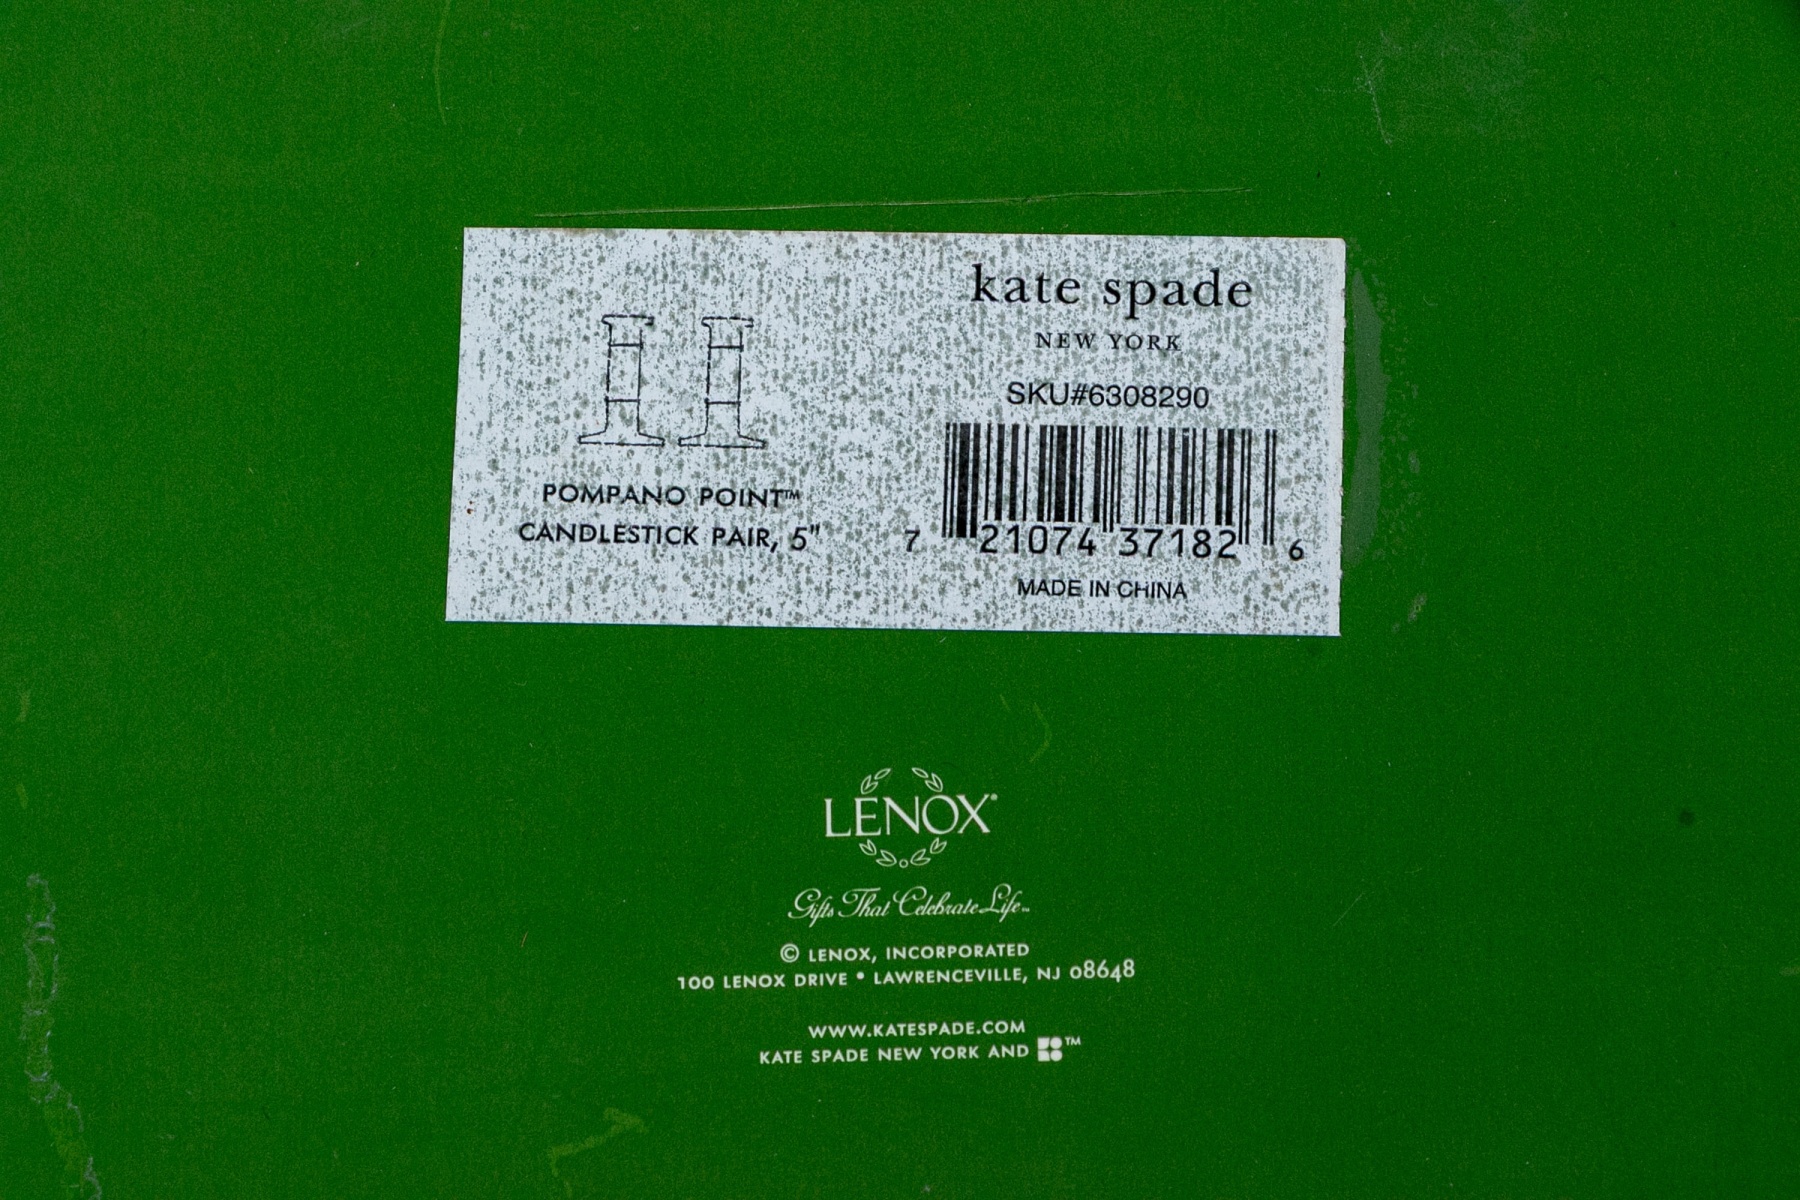 kate spade
NEW YORK
SKU#6308290
7 21074 37182 6
MADE IN CHINA
POMPANO POINT™
CANDLESTICK PAIR, 5"
LENOX®
Gifts That Celebrate Life™
© LENOX, INCORPORATED
100 LENOX DRIVE • LAWRENCEVILLE, NJ 08648
WWW.KATESPADE.COM
KATE SPADE NEW YORK AND ™